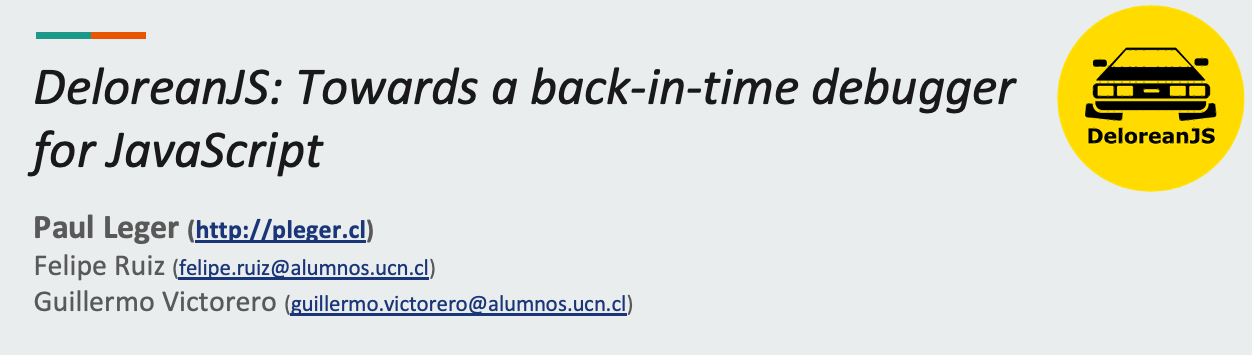 DeloreanJS: Towards a back-in-time debugger
for JavaScript
DeloreanJS
Paul Leger (http://pleger.cl)
Felipe Ruiz (felipe.ruiz@alumnos.ucn.cl)
Guillermo Victorero (guillermo.victorero@alumnos.ucn.cl)